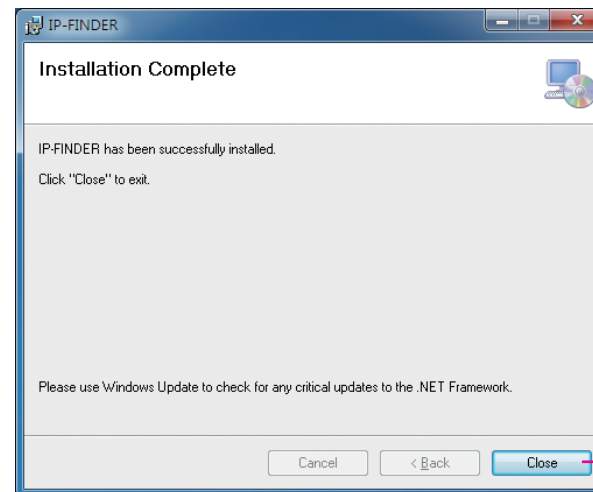 IP-FINDER
Installation Complete
IP-FINDER has been successfully installed.
Click "Close" to exit.
Please use Windows Update to check for any critical updates to the .NET Framework.
Cancel < Back Close